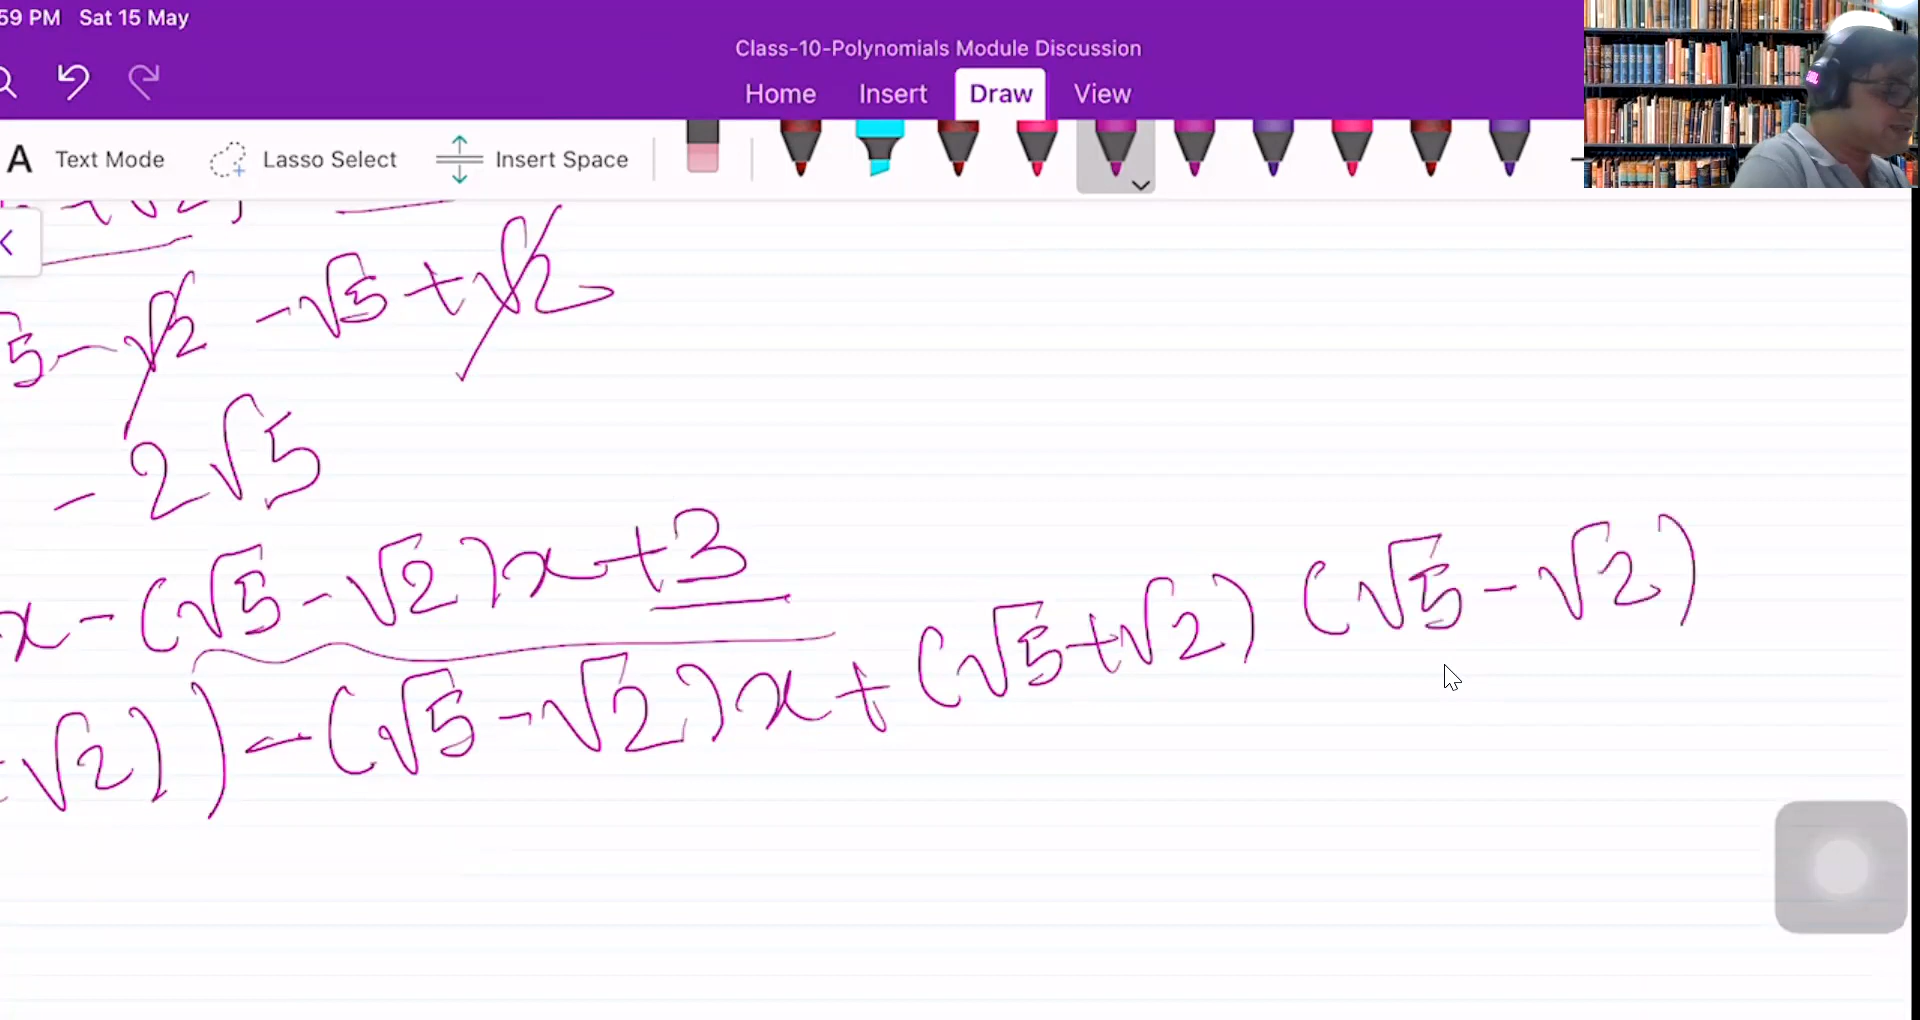 59 PM Sat 15 May
Class-10-Polynomials Module Discussion
Home Insert Draw View
A Text Mode Lasso Select Insert Space
+√2)
√5 - √2 - √5 + √2
- 2√5
x - (√5 - √2)x + 3
√2)) - (√5 - √2)x + (√5 + √2) (√5 - √2)